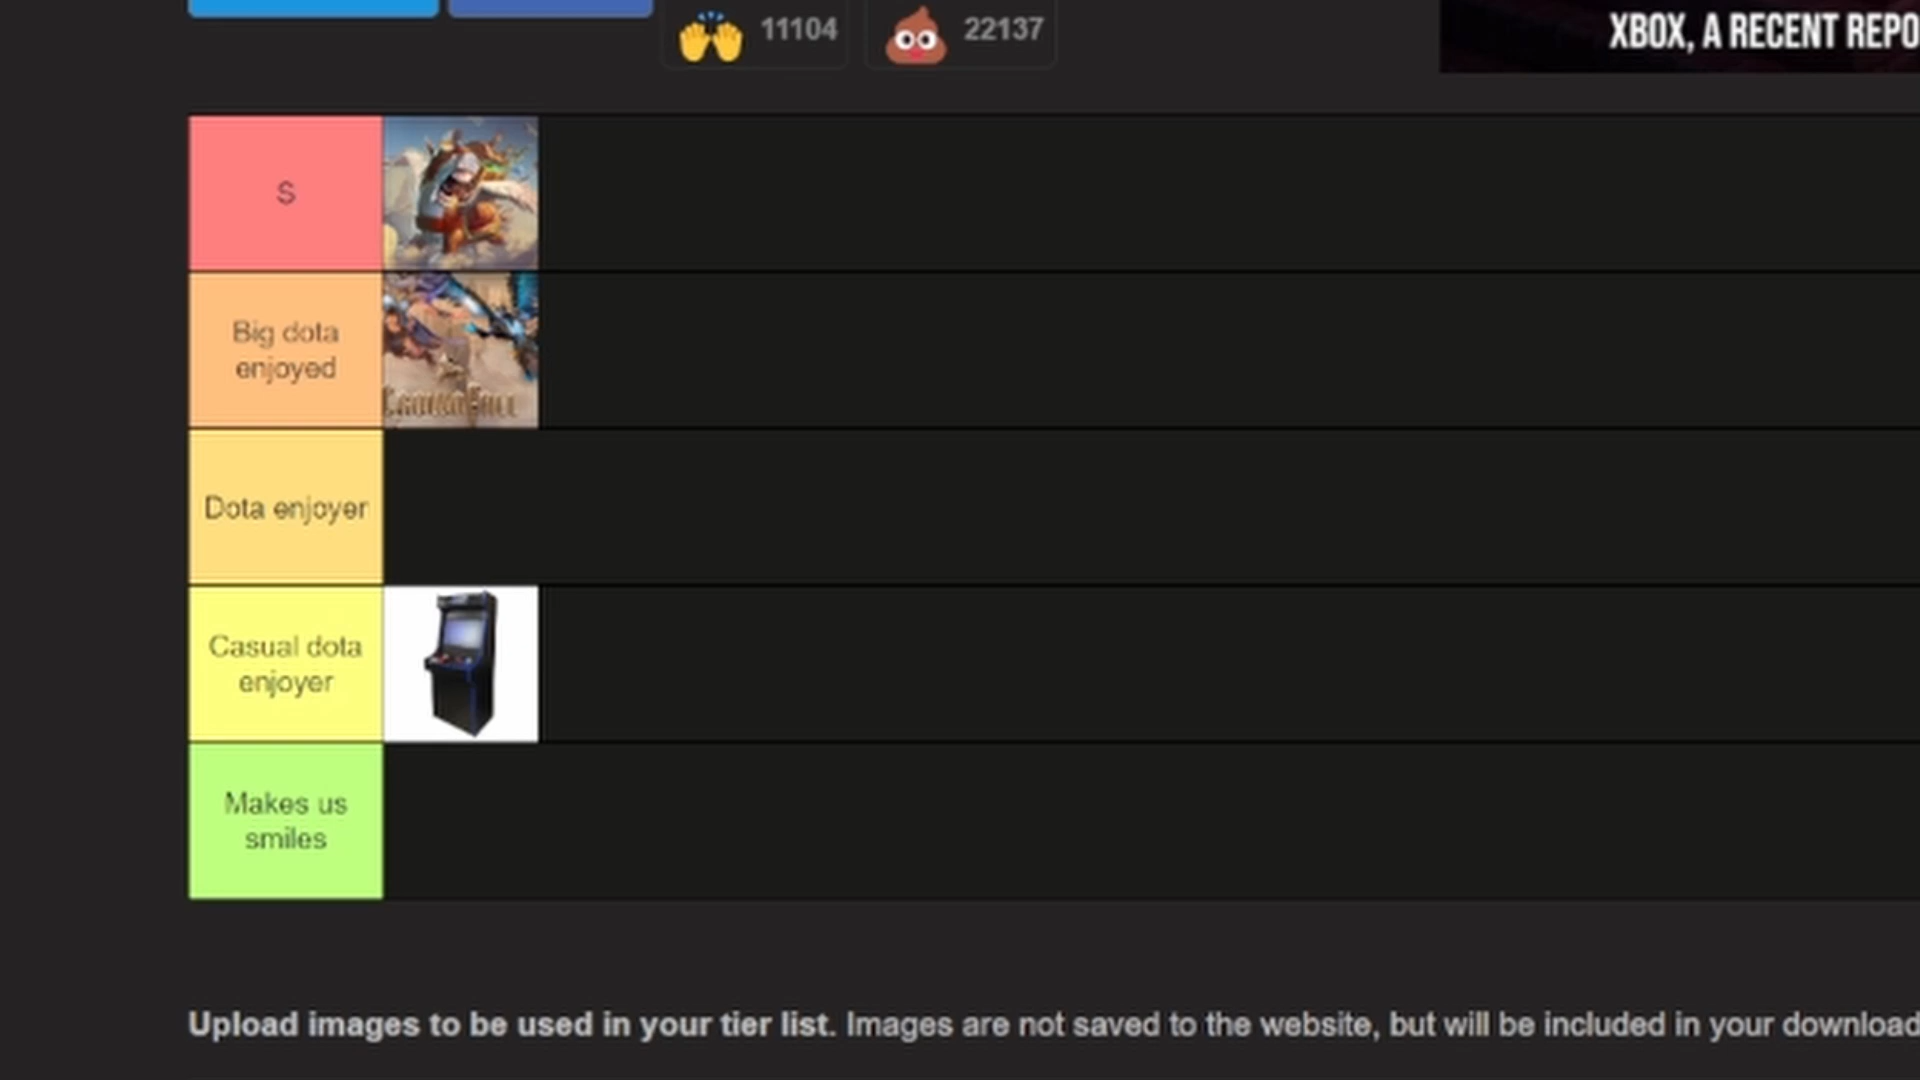 11104
22137
XBOX, A RECENT REPO
S
Big dota
enjoyed
CROWNFALL
Dota enjoyer
Casual dota
enjoyer
Makes us
smiles
Upload images to be used in your tier list. Images are not saved to the website, but will be included in your download